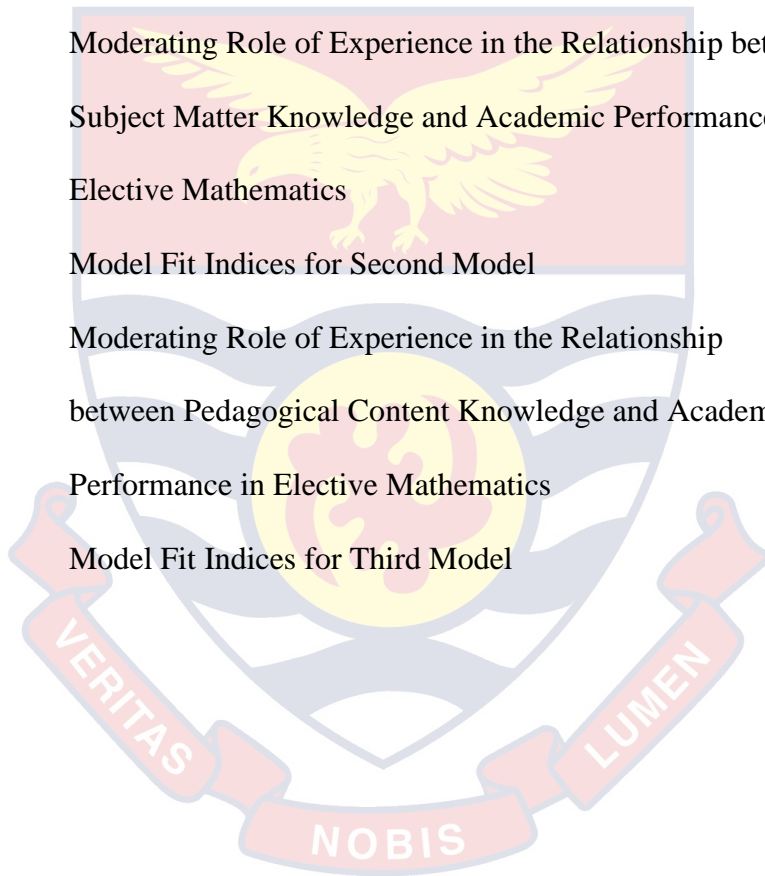 Moderating Role of Experience in the Relationship
Subject Matter Knowledge and Academic Performance
Elective Mathematics
Model Fit Indices for Second Model
Moderating Role of Experience in the Relationship
between Pedagogical Content Knowledge and
Performance in Elective Mathematics
Model Fit Indices for Third Model
VERITAS
NOBIS
LUMEN